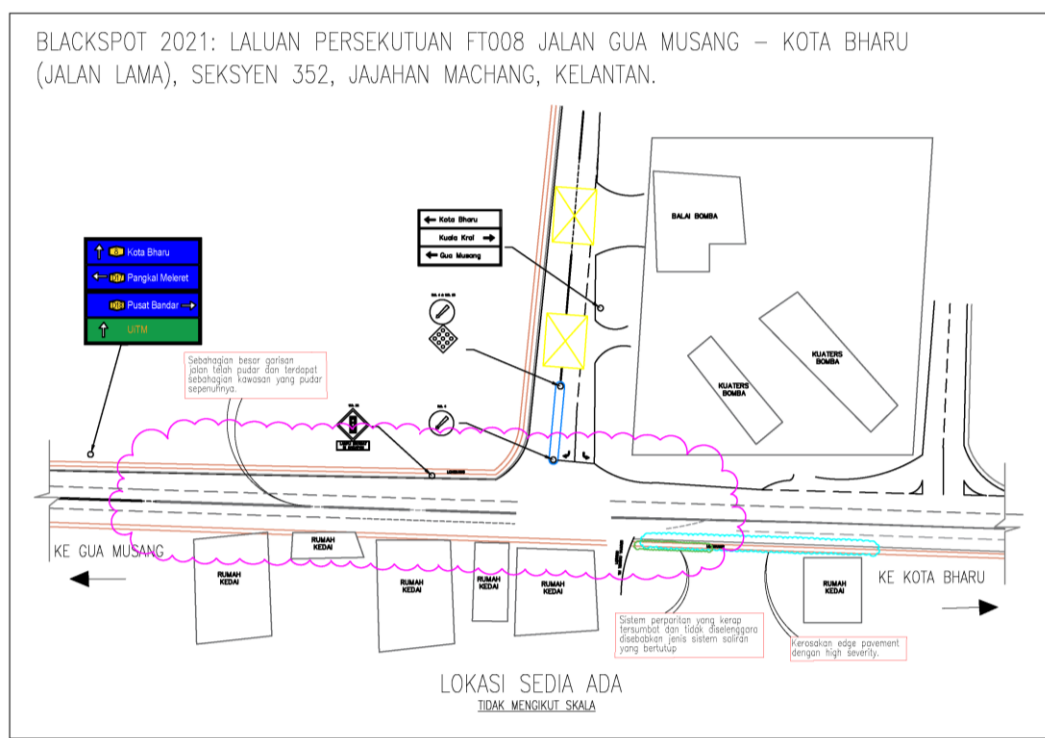 BLACKSPOT 2021: LALUAN PERSEKUTUAN FT008 JALAN GUA MUSANG – KOTA BHARU
(JALAN LAMA), SEKSYEN 352, JAJAHAN MACHANG, KELANTAN.
Kota Bharu
Kuala Krai
Gua Musang
BALAI BOMBA
Kota Bharu
Pangkal Meleret
Pusat Bandar
UiTM
KUATERS
BOMBA
KUATERS
BOMBA
Sebahagian besar garisan
jalan telah pudar dan terdapat
sebahagian kawasan yang pudar
sepenuhnya.
KE GUA MUSANG
RUMAH
KEDAI
RUMAH
KEDAI
RUMAH
KEDAI
RUMAH
KEDAI
RUMAH
KEDAI
RUMAH
KEDAI
KE KOTA BHARU
Sistem perparitan yang kerap
tersumbat dan tidak diselenggara
disebabkan jenis sistem saliran
yang bertutup
Kerosakan edge pavement
dengan high severity.
LOKASI SEDIA ADA
TIDAK MENGIKUT SKALA